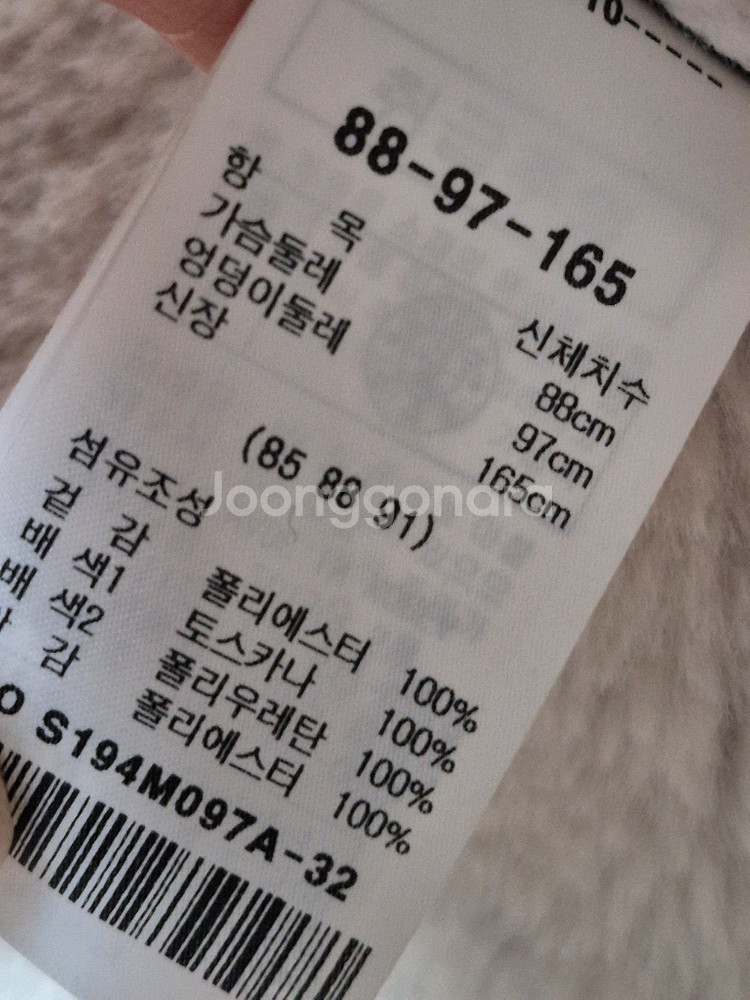 10-----
88-97-165
항 목 신체치수
가슴둘레 88cm
엉덩이둘레 97cm
신장 165cm
(85 88 91)
Joonggonara
섬유조성
겉 감 폴리에스터 100%
배 색1 토스카나 100%
배 색2 폴리우레탄 100%
감 폴리에스터 100%
O S194M097A-32